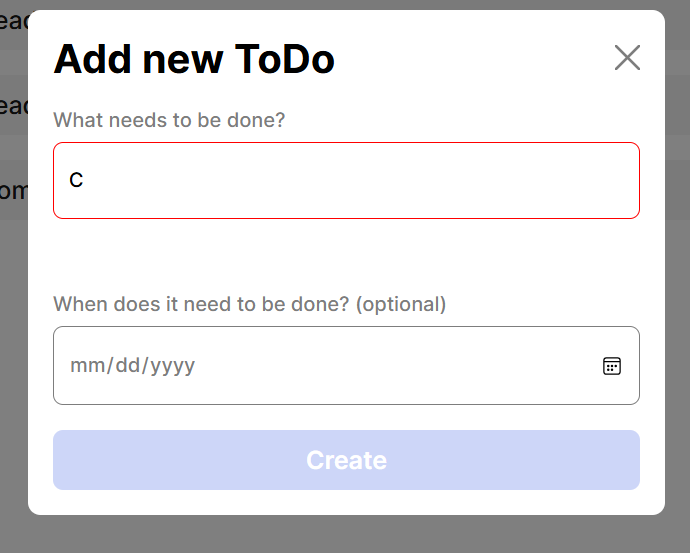 eac
Add new ToDo
What needs to be done?
eac
C
om
When does it need to be done? (optional)
mm/dd/yyyy
Create